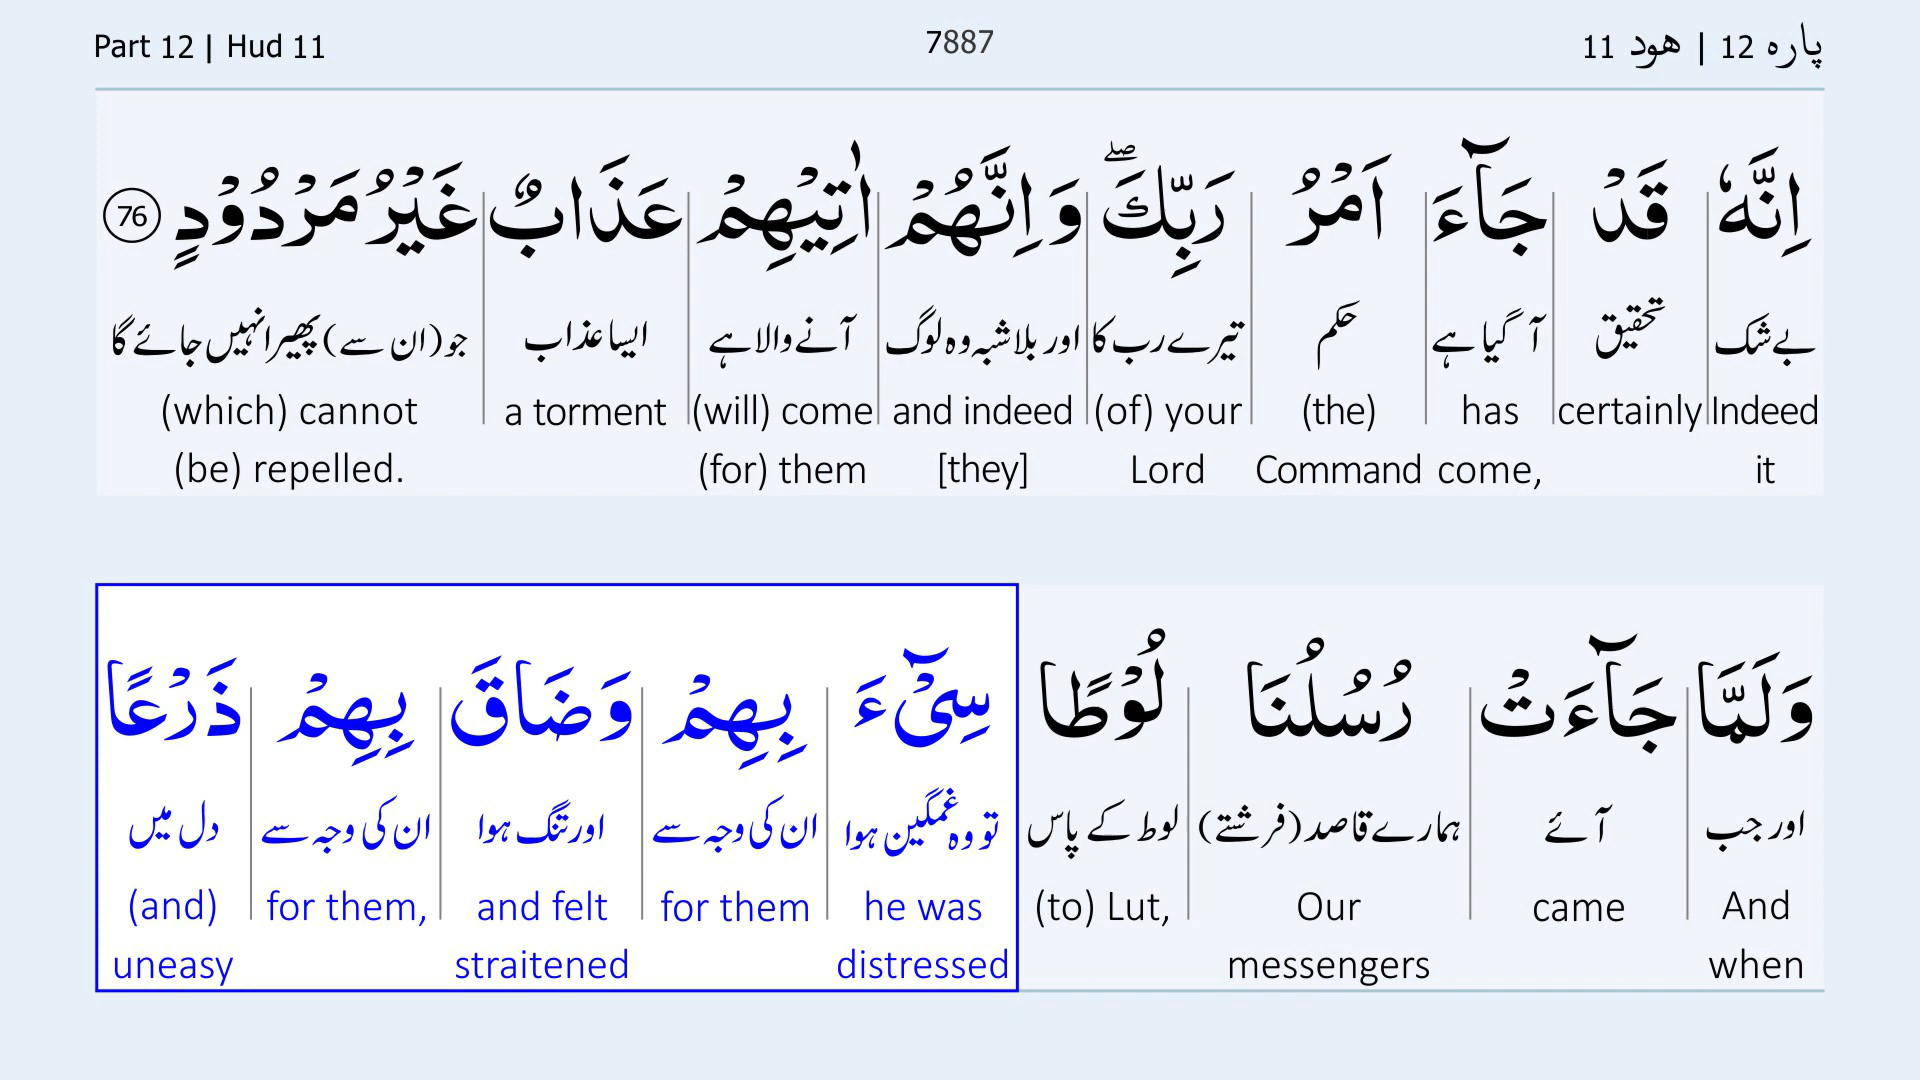 Part 12 | Hud 11 7887 پارہ 12 | ھود 11
اِنَّهٗ قَدْ جَآءَ اَمْرُ رَبِّكَ ۖ وَ اِنَّهُمْ اٰتِيْهِمْ عَذَابٌ غَيْرُ مَرْدُوْدٍ 76
بے شک تحقیق آ گیا ہے حکم تیرے رب کا اور بلا شبہ وہ لوگ آنے والا ہے ایسا عذاب جو (ان سے) پھیرا نہیں جائے گا
(which) cannot a torment (will) come and indeed (of) your (the) has certainly Indeed
(be) repelled. (for) them [they] Lord Command come, it
وَلَمَّا جَآءَتْ رُسُلُنَا لُوْطًا سِیْٓءَ بِهِمْ وَ ضَاقَ بِهِمْ ذَرْعًا
اور جب آئے ہمارے قاصد (فرشتے) لوط کے پاس تو وہ غمگین ہوا ان کی وجہ سے اور تنگ ہوا ان کی وجہ سے دل میں
(and) for them, and felt for them he was (to) Lut, Our came And
uneasy straitened distressed messengers when